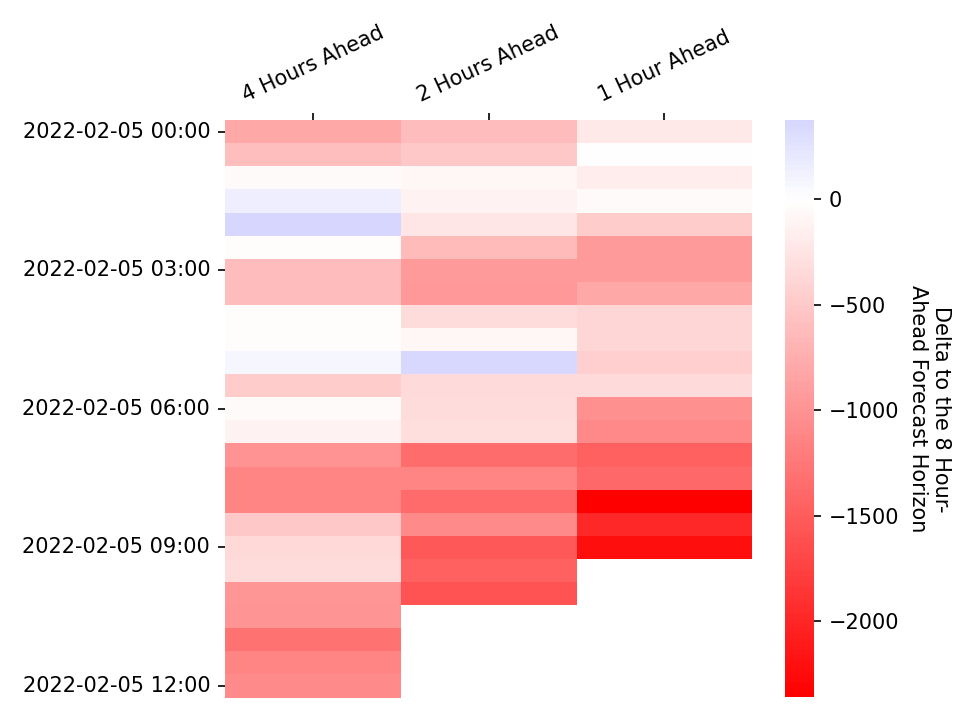 4 Hours Ahead
2 Hours Ahead
1 Hour Ahead
2022-02-05 00:00
2022-02-05 03:00
2022-02-05 06:00
2022-02-05 09:00
2022-02-05 12:00
0
−500
−1000
−1500
−2000
Delta to the 8 Hour-
Ahead Forecast Horizon